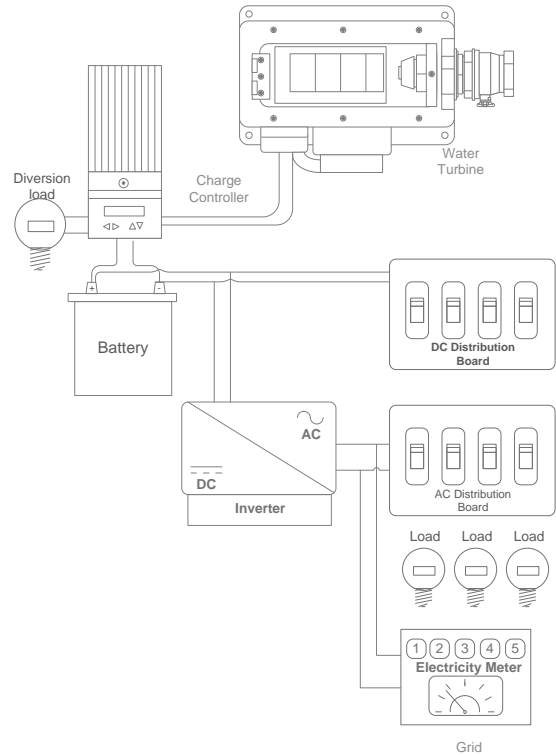 Water
Turbine
Diversion
load
Charge
Controller
+
-
Battery
DC Distribution
Board
AC
DC
Inverter
AC Distribution
Board
Load Load Load
1 2 3 4 5
Electricity Meter
Grid